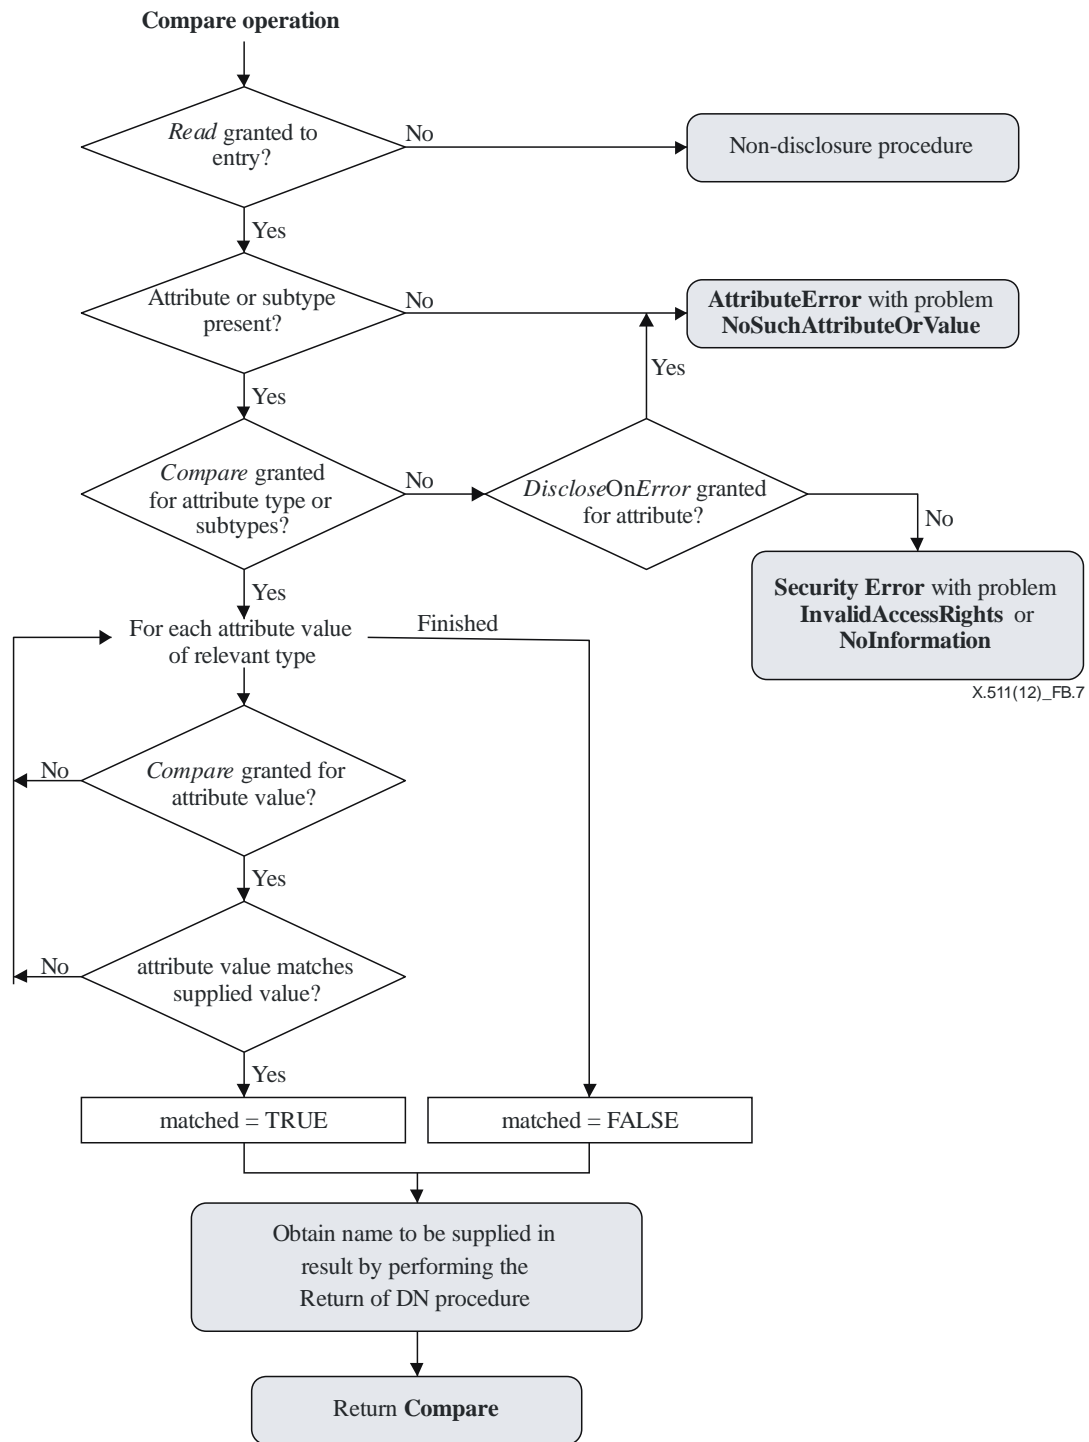 Compare operation
Read granted to
entry?
No
Non-disclosure procedure
Yes
Attribute or subtype
present?
No
AttributeError with problem
NoSuchAttributeOrValue
Yes
Yes
Compare granted
for attribute type or
subtypes?
No
DiscloseOnError granted
for attribute?
No
Security Error with problem
InvalidAccessRights or
NoInformation
X.511(12)_FB.7
Yes
For each attribute value
of relevant type
Finished
Compare granted for
attribute value?
No
Yes
attribute value matches
supplied value?
No
Yes
matched = TRUE
matched = FALSE
Obtain name to be supplied in
result by performing the
Return of DN procedure
Return Compare